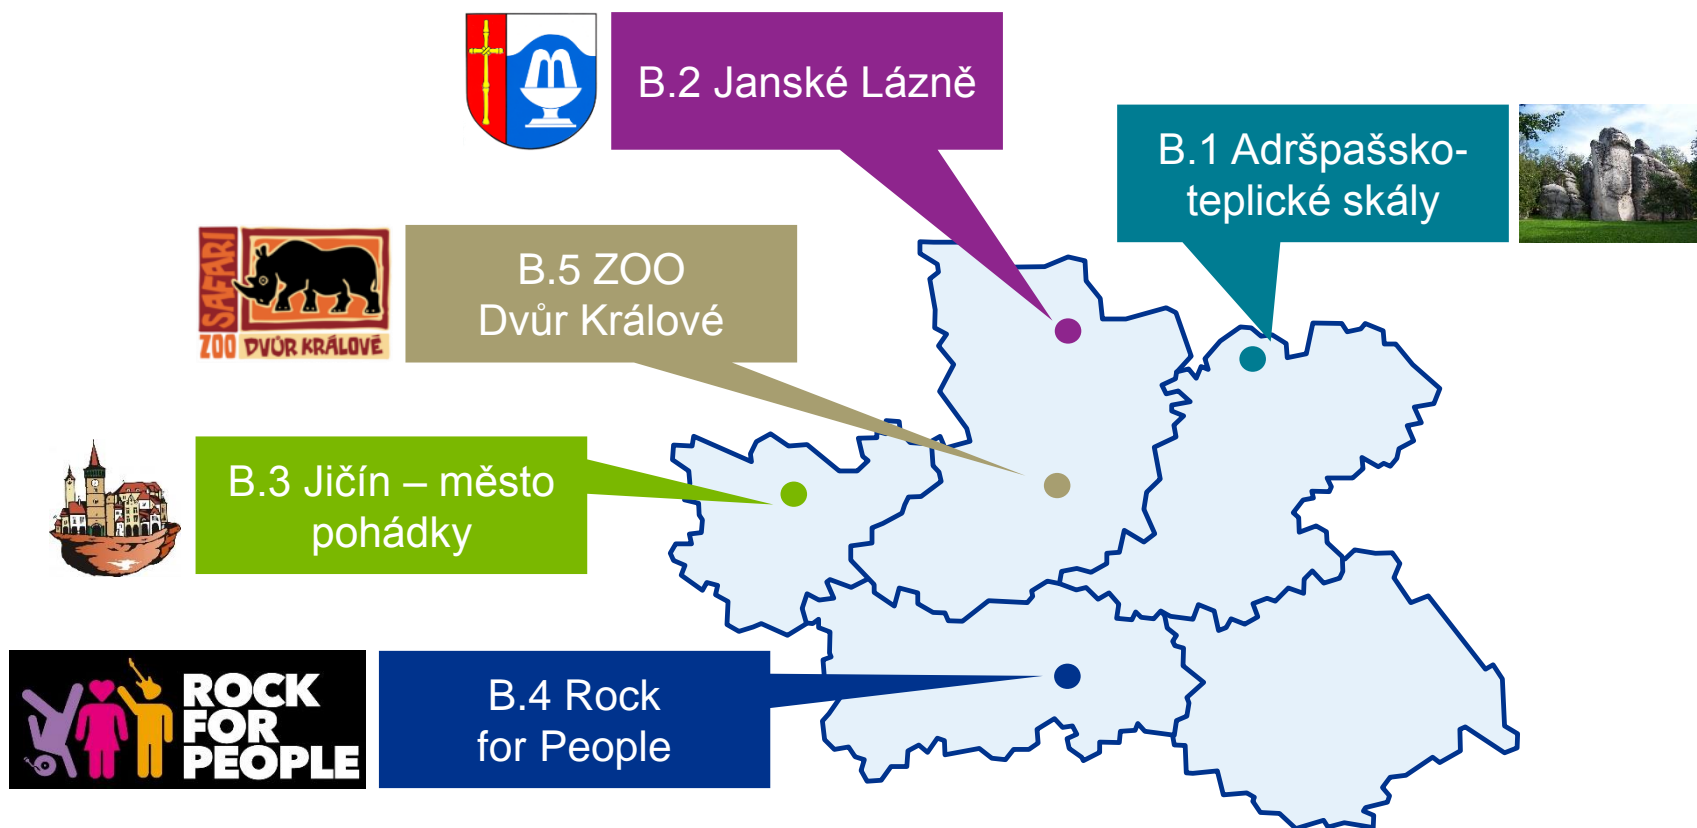 B.2 Janské Lázně
B.1 Adršpašsko-
teplické skály
SAFARI
ZOO DVŮR KRÁLOVÉ
B.5 ZOO
Dvůr Králové
B.3 Jičín – město
pohádky
ROCK
FOR
PEOPLE
B.4 Rock
for People